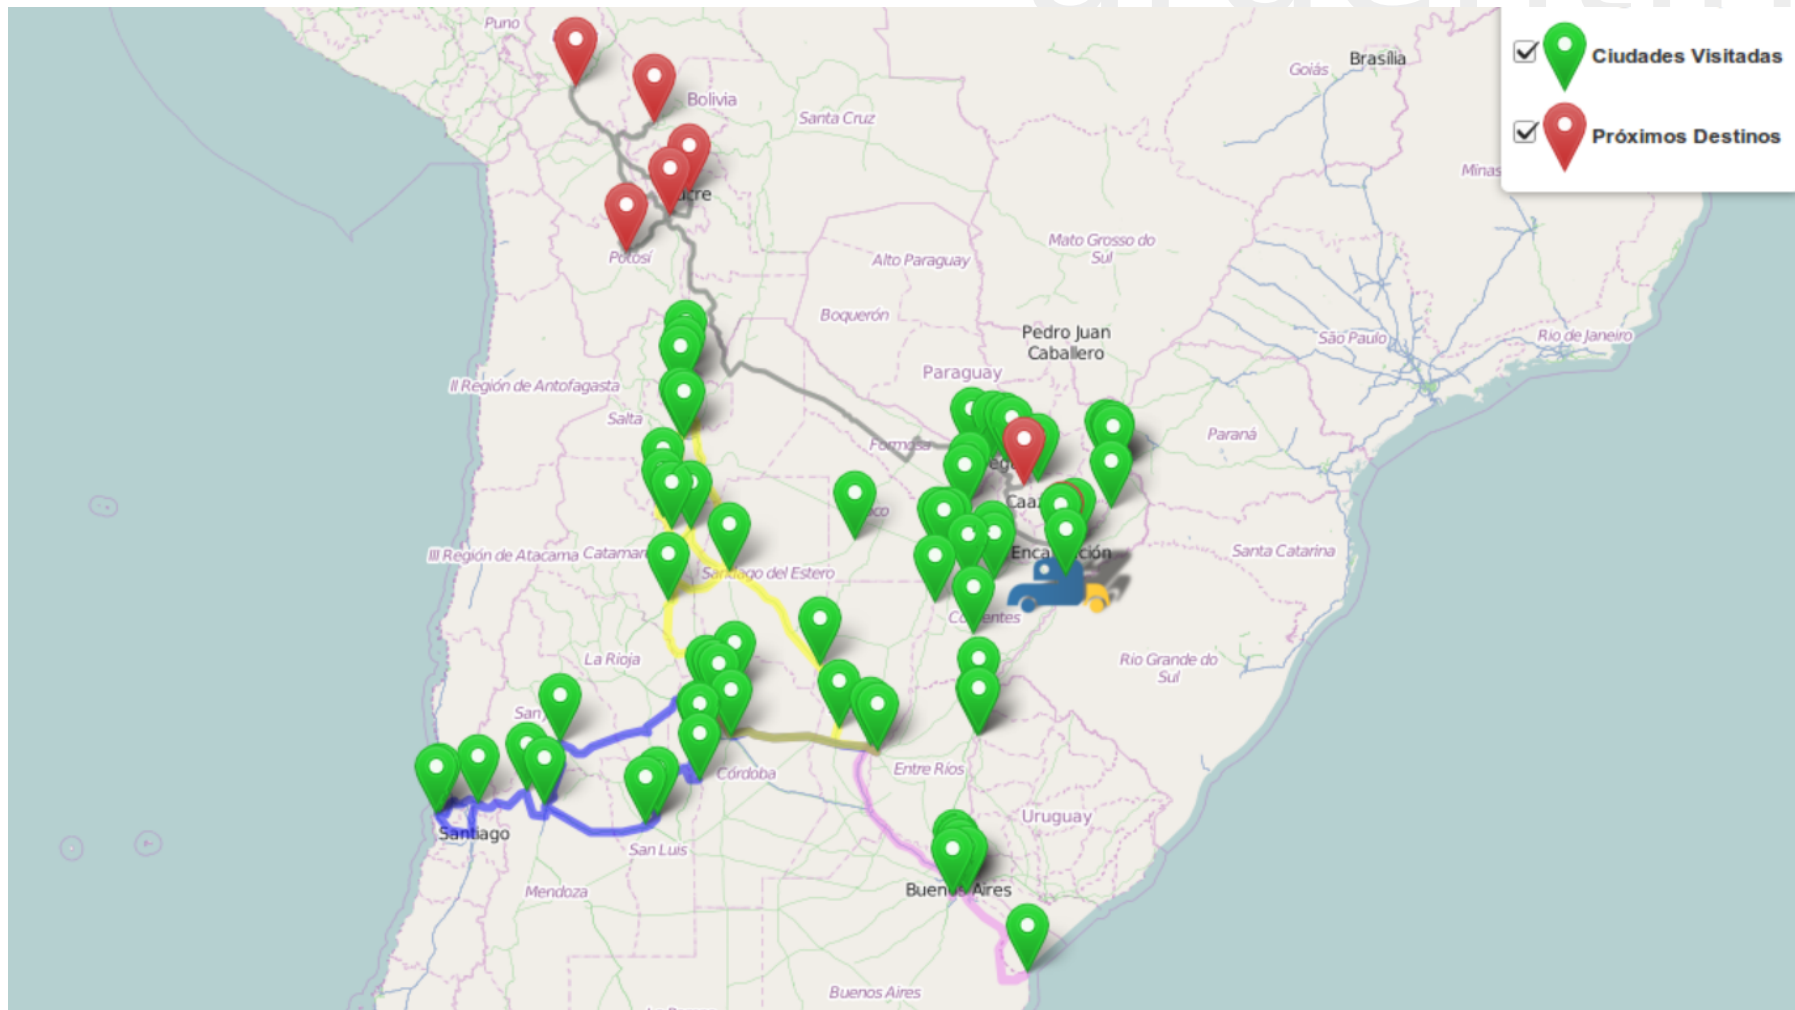 Puno
Brasília
Goiás
Ciudades Visitadas
Bolivia
Santa Cruz
Próximos Destinos
Minas
Mato Grosso do
Sul
Potosí
Alto Paraguay
Boquerón
Pedro Juan
Caballero
São Paulo
Rio de Janeiro
Paraguay
II Región de Antofagasta
Salta
Formosa
Paraná
III Región de Atacama
Santa Catarina
Santiago del Estero
La Rioja
Rio Grande do
Sul
Entre Ríos
Córdoba
Uruguay
Santiago
San Luis
Mendoza
Buenos Aires
Buenos Aires